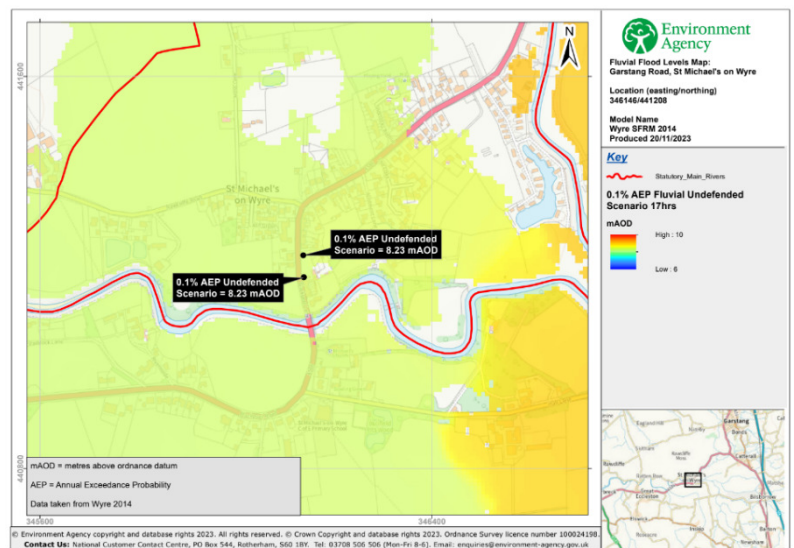 Environment
Agency
Fluvial Flood Levels Map:
Garstang Road, St Michael's on Wyre
Location (easting/northing)
346146/441208
Model Name
Wyre SFRM 2014
Produced 20/11/2023
Key
Statutory_Main_Rivers
0.1% AEP Fluvial Undefended
Scenario 17hrs
mAOD
High : 10
Low : 6
N
441600
St Michael's
on Wyre
0.1% AEP Undefended
Scenario = 8.23 mAOD
0.1% AEP Undefended
Scenario = 8.23 mAOD
440800
mAOD = metres above ordnance datum
AEP = Annual Exceedance Probability
Data taken from Wyre 2014
345600
346400
Garstang
Catterall
Great
Eccleston
Elswick
© Environment Agency copyright and database rights 2023. All rights reserved. © Crown Copyright and database rights 2023. Ordnance Survey licence number 100024198.
Contact Us: National Customer Contact Centre, PO Box 544, Rotherham, S60 1BY. Tel: 03708 506 506 (Mon-Fri 8-6). Email: enquiries@environment-agency.gov.uk